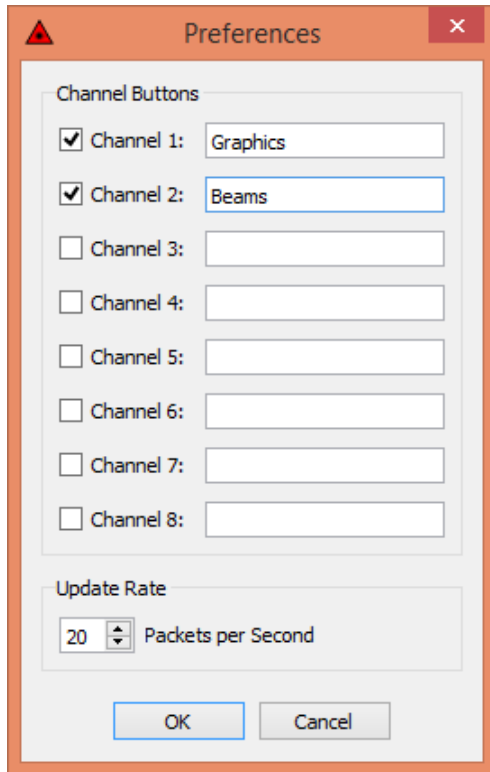 Preferences
Channel Buttons
Channel 1: Graphics
Channel 2: Beams
Channel 3:
Channel 4:
Channel 5:
Channel 6:
Channel 7:
Channel 8:
Update Rate
20 Packets per Second
OK Cancel